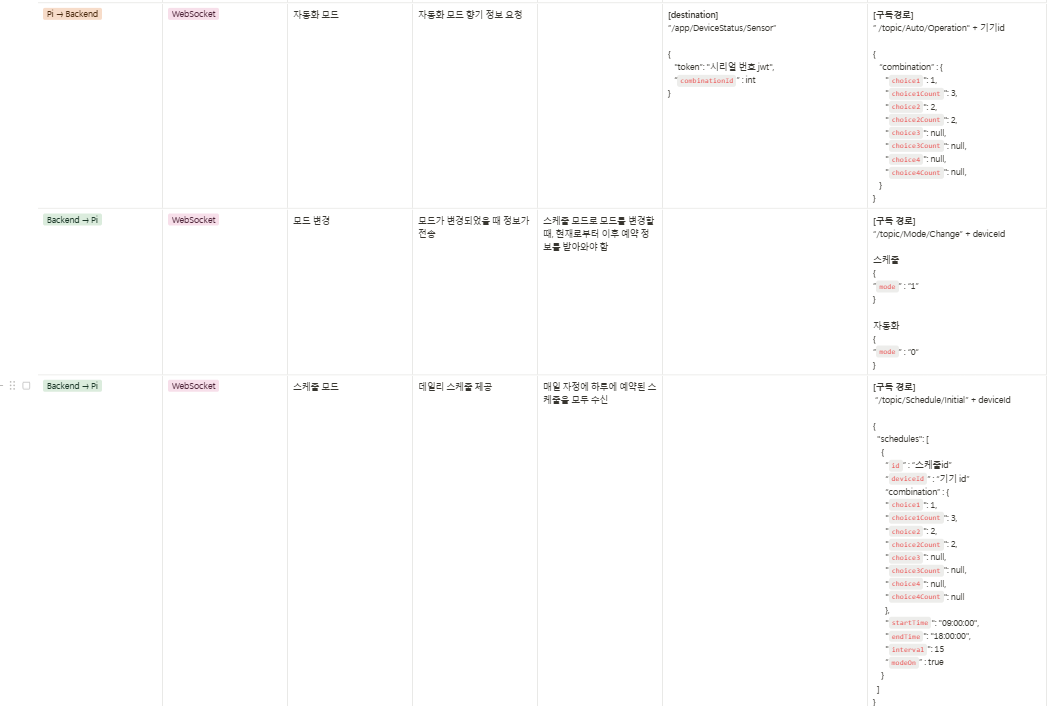 Pi → Backend
WebSocket
자동화 모드
자동화 모드 향기 정보 요청
[destination]
"/app/DeviceStatus/Sensor"
{
"token": "시리얼 번호 jwt",
"combinationId" : int
}
[구독경로]
" /topic/Auto/Operation" + 기기id
{
"combination" : {
"choice1": 1,
"choice1Count": 3,
"choice2": 2,
"choice2Count": 2,
"choice3": null,
"choice3Count": null,
"choice4": null,
"choice4Count": null,
}
}
Backend → Pi
WebSocket
모드 변경
모드가 변경되었을 때 정보가
전송
스케줄 모드로 모드를 변경할
때, 현재로부터 이후 예약 정
보를 받아와야 함
[구독 경로]
"/topic/Mode/Change" + deviceId
스케줄
{
"mode" : "1"
}
자동화
{
"mode" : "0"
}
Backend → Pi
WebSocket
스케줄 모드
데일리 스케줄 제공
매일 자정에 하루에 예약된 스
케줄을 모두 수신
[구독 경로]
"/topic/Schedule/Initial" + deviceId
{
"schedules": [
{
"id" : "스케줄id"
"deviceId" : "기기 id"
"combination" : {
"choice1": 1,
"choice1Count": 3,
"choice2": 2,
"choice2Count": 2,
"choice3": null,
"choice3Count": null,
"choice4": null,
"choice4Count": null
},
"startTime": "09:00:00",
"endTime": "18:00:00",
"interval": 15
"modeOn" : true
}
]
}